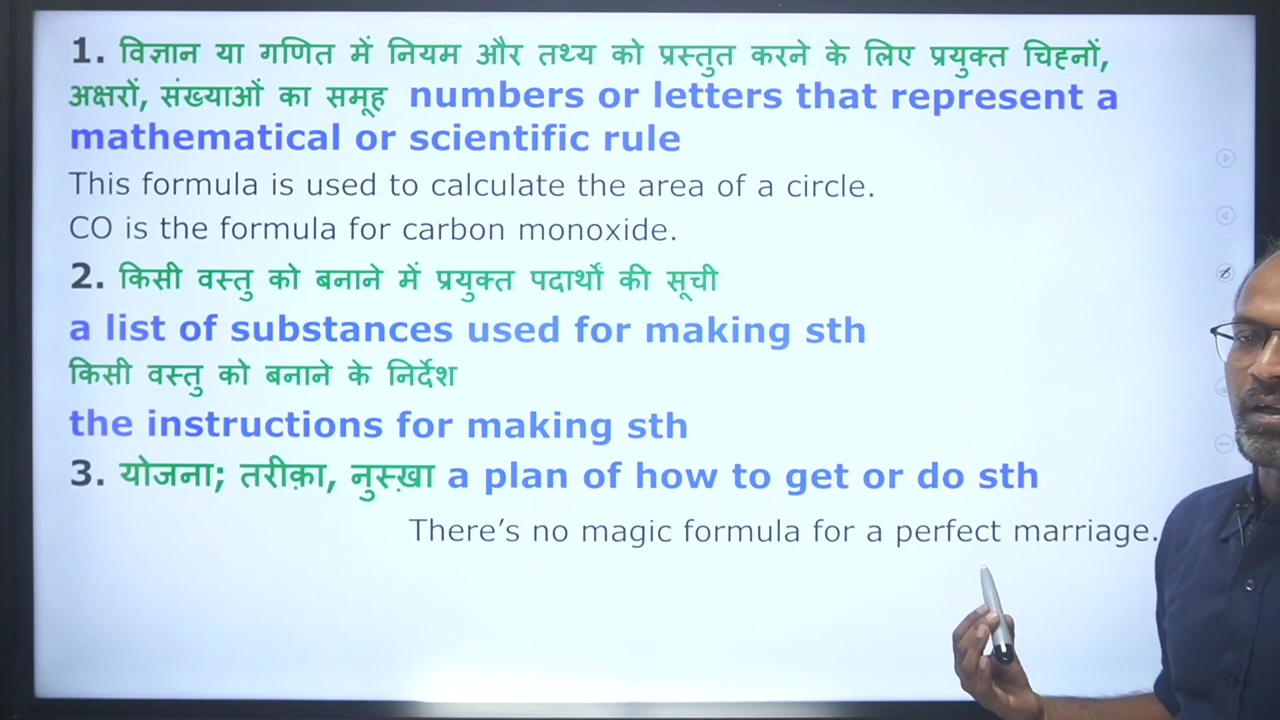 1. विज्ञान या गणित में नियम और तथ्य को प्रस्तुत करने के लिए प्रयुक्त चिह्नों,
अक्षरों, संख्याओं का समूह numbers or letters that represent a
mathematical or scientific rule
This formula is used to calculate the area of a circle.
CO is the formula for carbon monoxide.
2. किसी वस्तु को बनाने में प्रयुक्त पदार्थों की सूची
a list of substances used for making sth
किसी वस्तु को बनाने के निर्देश
the instructions for making sth
3. योजना; तरीक़ा, नुस्ख़ा a plan of how to get or do sth
There’s no magic formula for a perfect marriage.